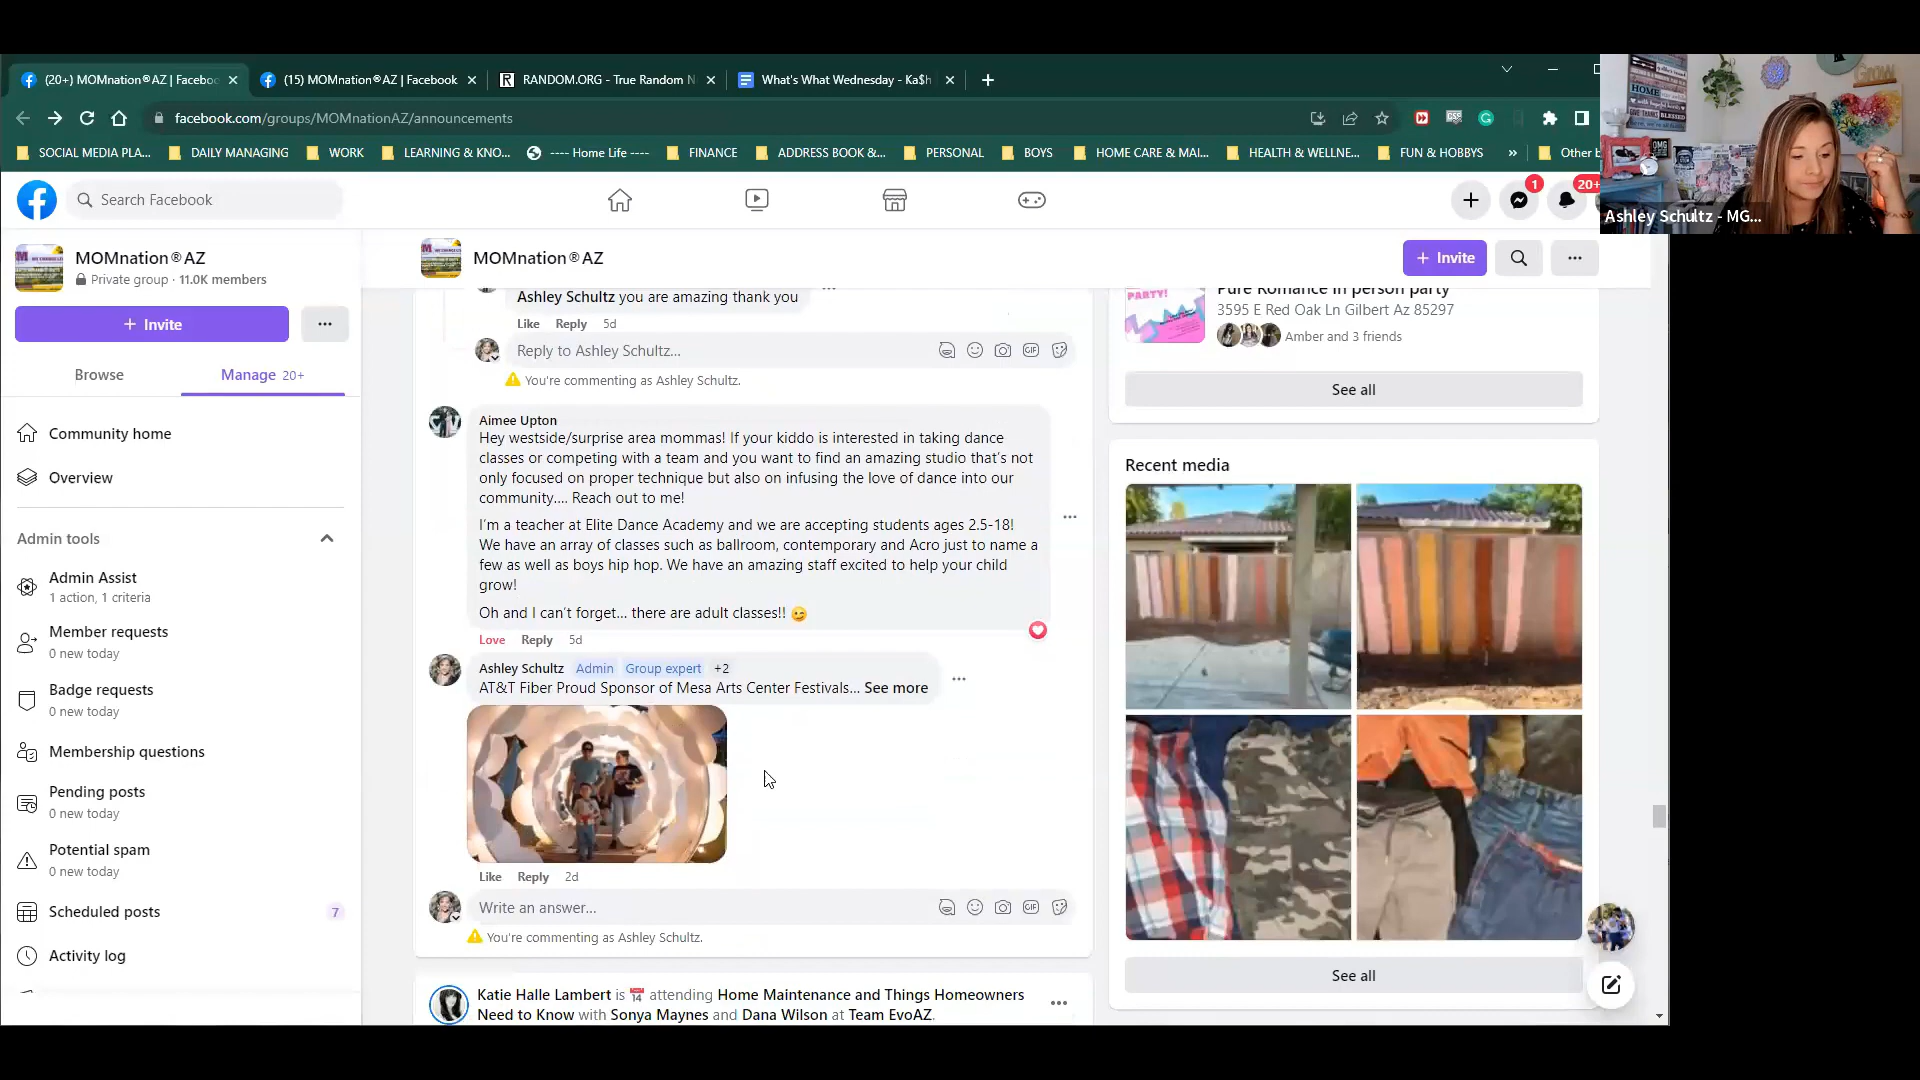 (20+) MOMnation®AZ | Faceboo
(15) MOMnation®AZ | Facebook
RANDOM.ORG - True Random N
What's What Wednesday - Ka$h
facebook.com/groups/MOMnationAZ/announcements
SOCIAL MEDIA PLA...
DAILY MANAGING
WORK
LEARNING & KNO...
---- Home Life ----
FINANCE
ADDRESS BOOK &...
PERSONAL
BOYS
HOME CARE & MAI...
HEALTH & WELLNE...
FUN & HOBBYS
»
Other b
Ashley Schultz - MG...
Search Facebook
1
20+
MOMnation®AZ
Private group · 11.0K members
+ Invite
Browse
Manage 20+
Community home
Overview
Admin tools
Admin Assist
1 action, 1 criteria
Member requests
0 new today
Badge requests
0 new today
Membership questions
Pending posts
0 new today
Potential spam
0 new today
Scheduled posts 7
Activity log
MOMnation®AZ
+ Invite
Ashley Schultz you are amazing thank you
Like Reply 5d
Reply to Ashley Schultz...
You're commenting as Ashley Schultz.
Aimee Upton
Hey westside/surprise area mommas! If your kiddo is interested in taking dance
classes or competing with a team and you want to find an amazing studio that's not
only focused on proper technique but also on infusing the love of dance into our
community.... Reach out to me!
I'm a teacher at Elite Dance Academy and we are accepting students ages 2.5-18!
We have an array of classes such as ballroom, contemporary and Acro just to name a
few as well as boys hip hop. We have an amazing staff excited to help your child
grow!
Oh and I can't forget... there are adult classes!! 😉
Love Reply 5d
Ashley Schultz Admin Group expert +2
AT&T Fiber Proud Sponsor of Mesa Arts Center Festivals... See more
Like Reply 2d
Write an answer...
You're commenting as Ashley Schultz.
Katie Halle Lambert is 📅 attending Home Maintenance and Things Homeowners
Need to Know with Sonya Maynes and Dana Wilson at Team EvoAZ.
PARTY!
Pure Romance in person party
3595 E Red Oak Ln Gilbert Az 85297
Amber and 3 friends
See all
Recent media
See all